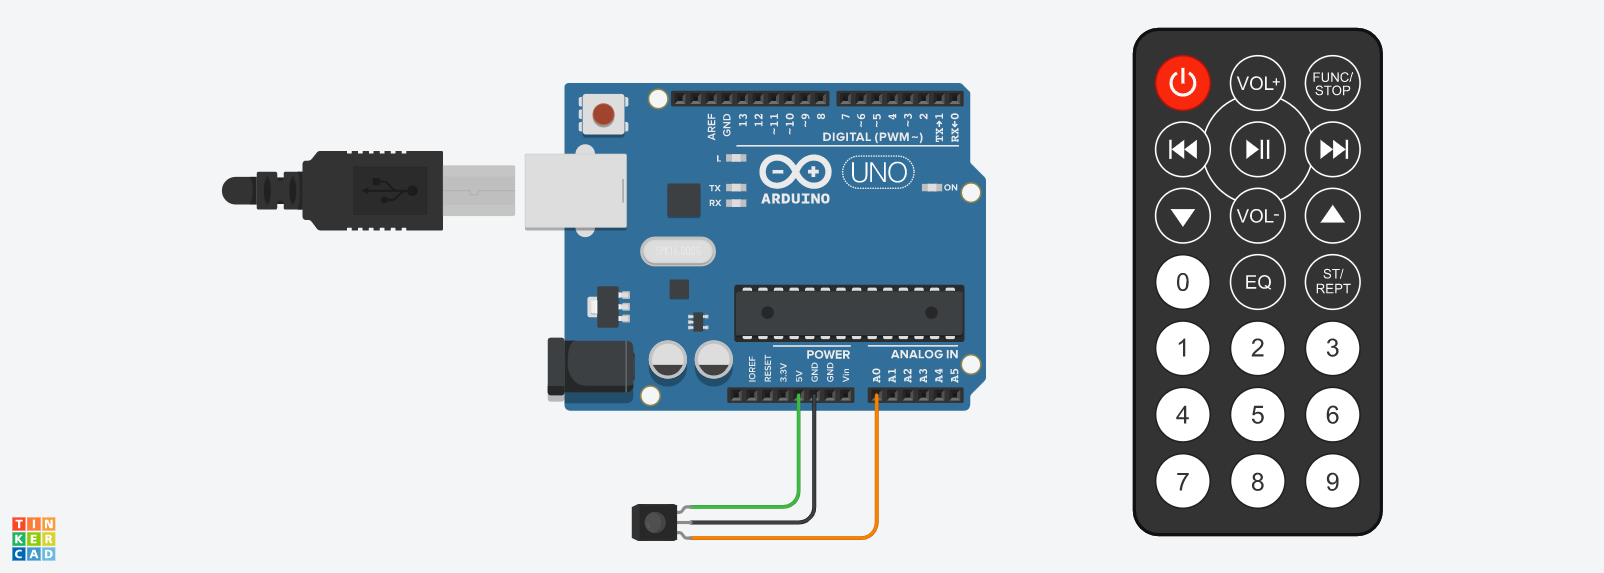 AREF
GND
13
12
~11
~10
~9
8
7
~6
~5
4
~3
2
TX→1
RX←0
DIGITAL (PWM~)
L
TX
RX
ARDUINO
UNO
ON
POWER
ANALOG IN
IOREF
RESET
3.3V
5V
GND
GND
Vin
A0
A1
A2
A3
A4
A5
VOL+
FUNC/
STOP
VOL-
0
EQ
ST/
REPT
1
2
3
4
5
6
7
8
9
TIN
KER
CAD